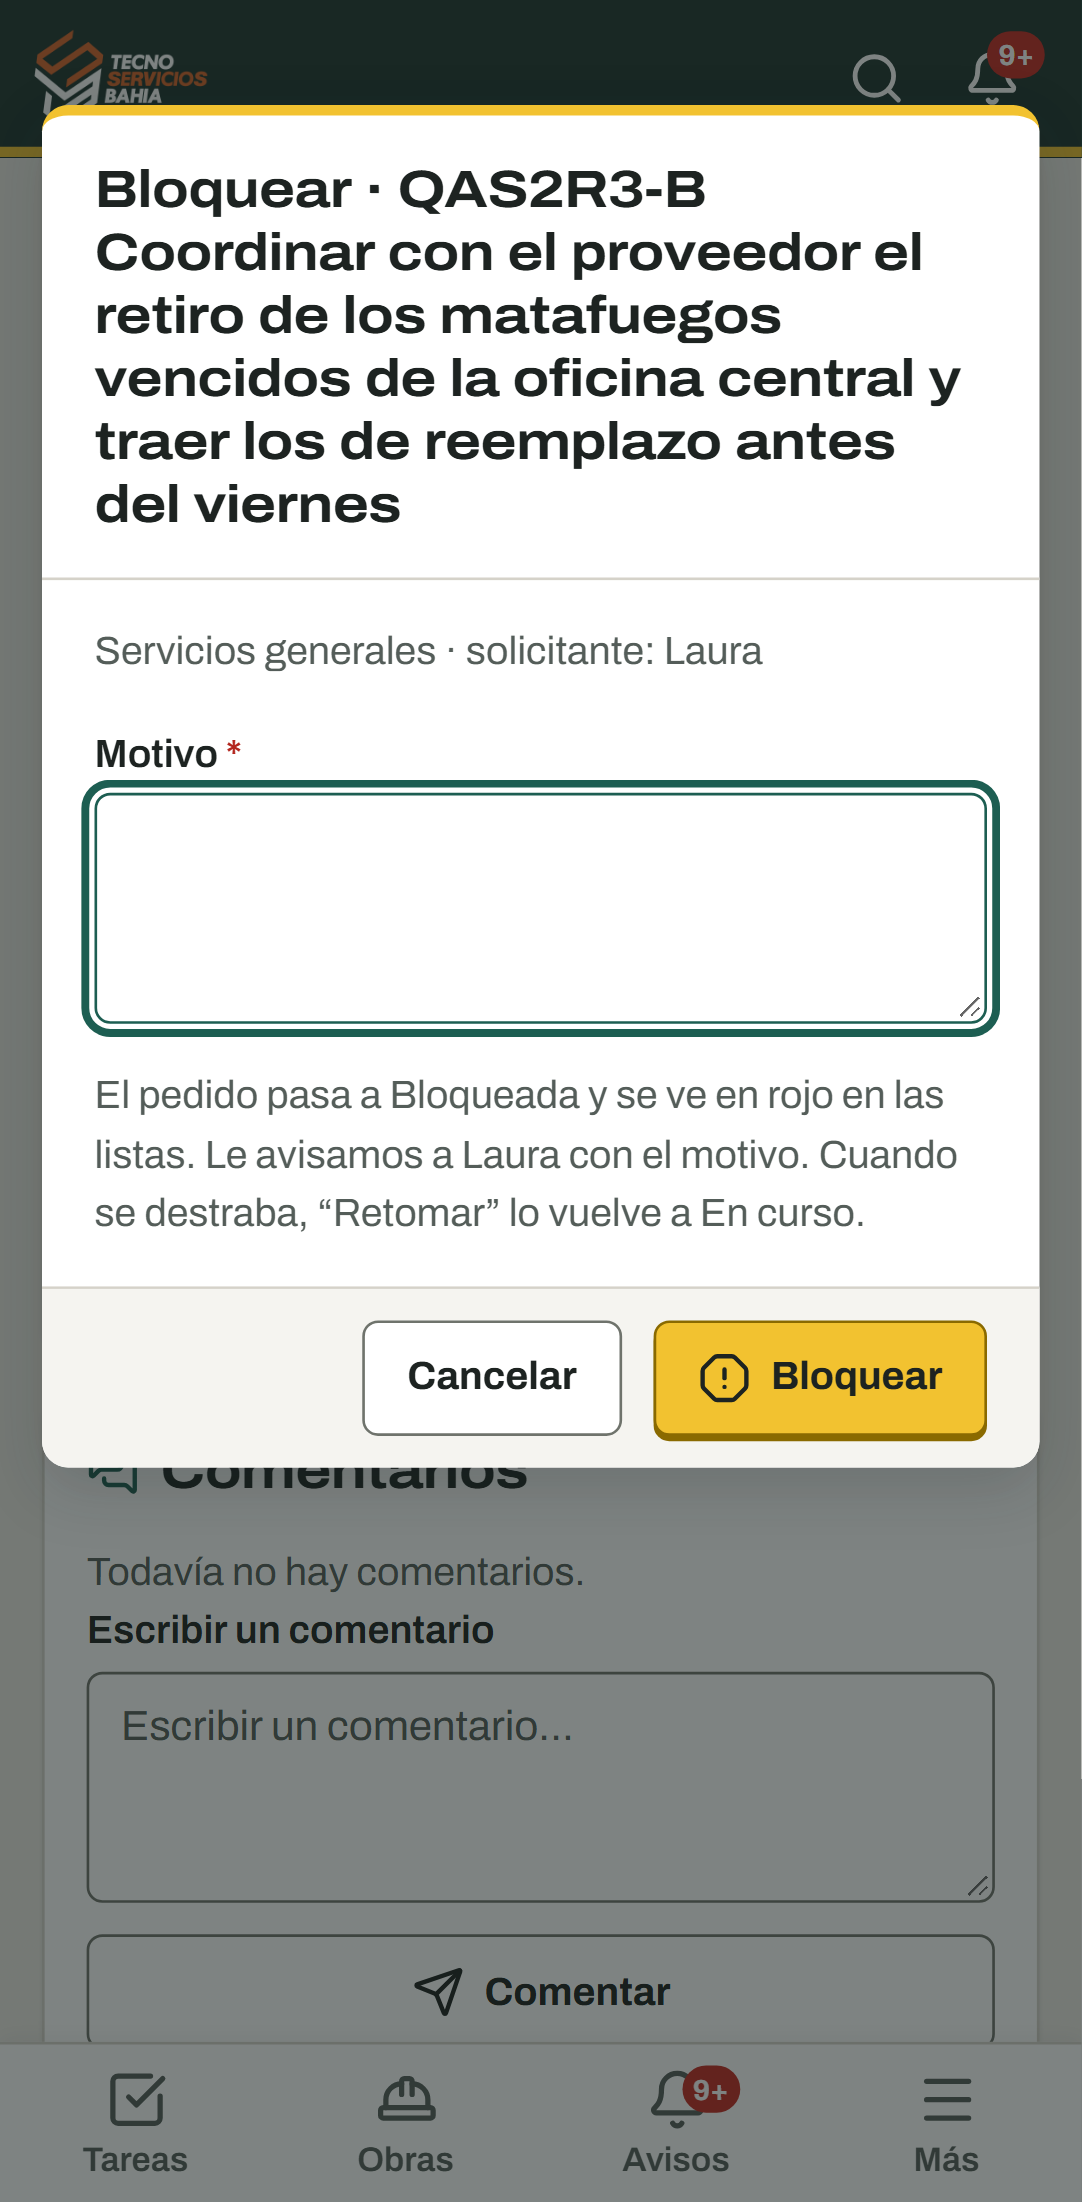 TECNO
SERVICIOS
BAHIA
9+
Bloquear · QAS2R3-B
Coordinar con el proveedor el
retiro de los matafuegos
vencidos de la oficina central y
traer los de reemplazo antes
del viernes
Servicios generales · solicitante: Laura
Motivo *
El pedido pasa a Bloqueada y se ve en rojo en las
listas. Le avisamos a Laura con el motivo. Cuando
se destraba, “Retomar” lo vuelve a En curso.
Cancelar
Bloquear
Comentarios
Todavía no hay comentarios.
Escribir un comentario
Escribir un comentario...
Comentar
9+
Tareas
Obras
Avisos
Más